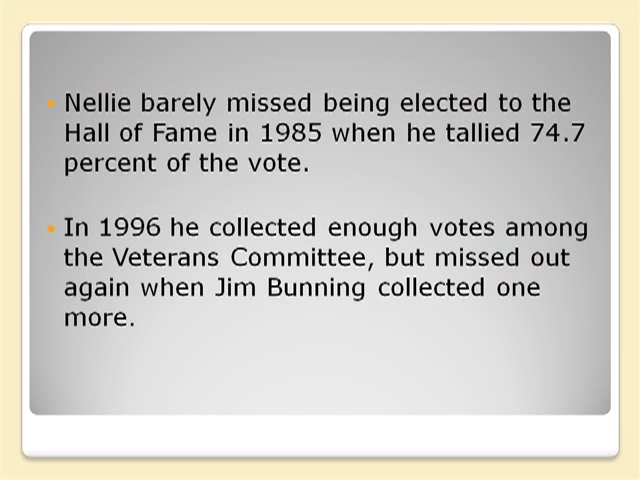 Nellie barely missed being elected to the
Hall of Fame in 1985 when he tallied 74.7
percent of the vote.
In 1996 he collected enough votes among
the Veterans Committee, but missed out
again when Jim Bunning collected one
more.